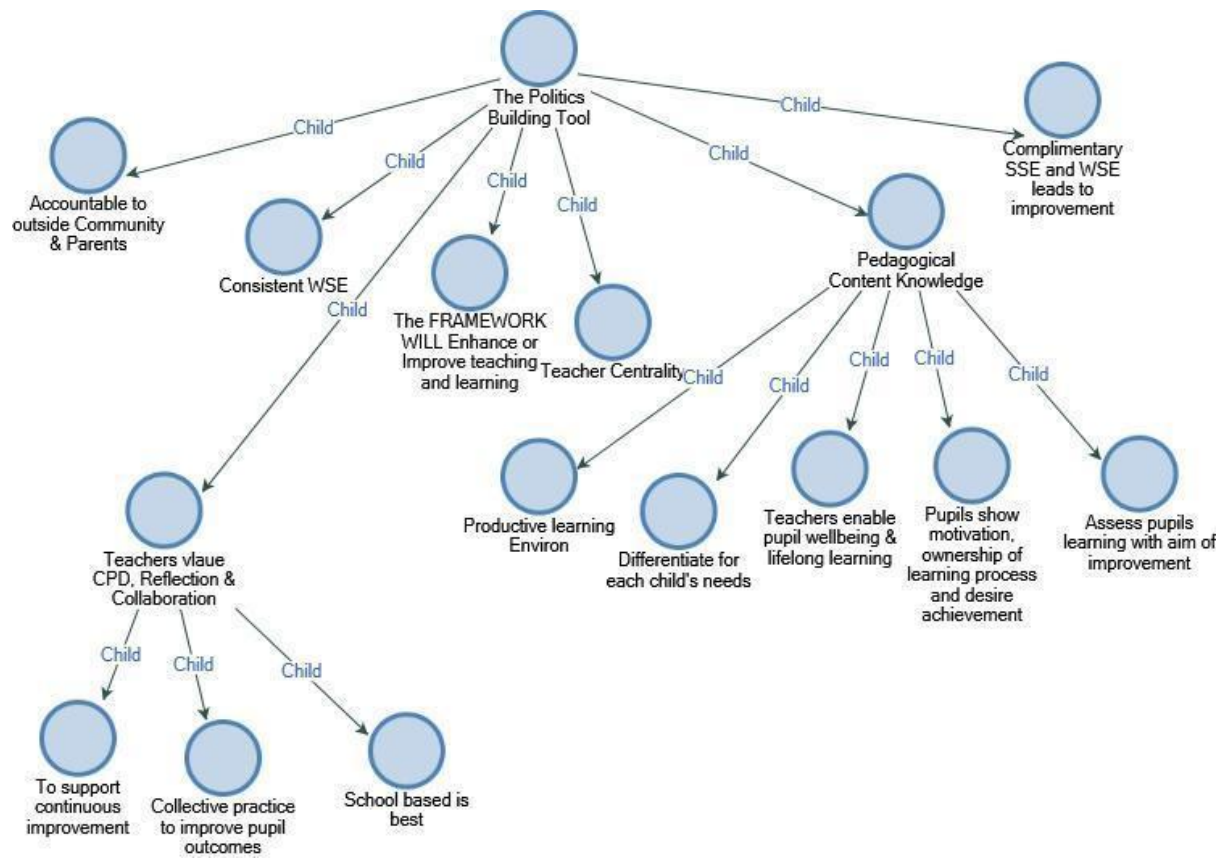 The Politics
Building Tool
Child
Child
Child
Child
Child
Child
Child
Child
Accountable to
outside Community
& Parents
Consistent WSE
The FRAMEWORK
WILL Enhance or
Improve teaching
and learning
Teacher Centrality
Pedagogical
Content Knowledge
Complimentary
SSE and WSE
leads to
improvement
Child
Child
Child
Child
Productive learning
Environ
Differentiate for
each child's needs
Teachers enable
pupil wellbeing &
lifelong learning
Pupils show
motivation,
ownership of
learning process
and desire
achievement
Assess pupils
learning with aim of
improvement
Teachers vlaue
CPD, Reflection &
Collaboration
Child
Child
Child
To support
continuous
improvement
Collective practice
to improve pupil
outcomes
School based is
best